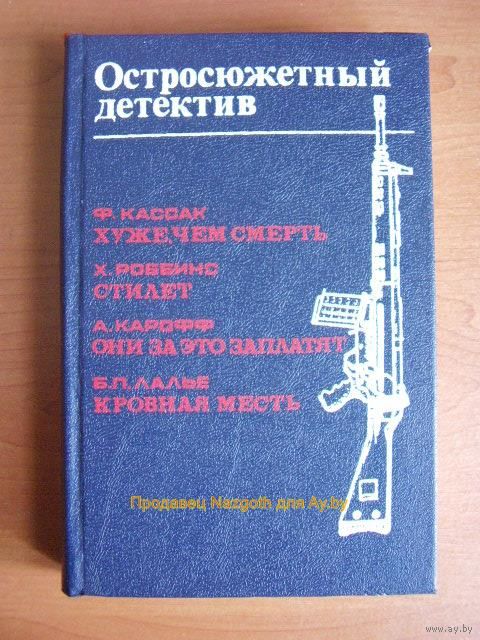 Остросюжетный
детектив
Ф. КАССАК
ХУЖЕ, ЧЕМ СМЕРТЬ
Х. РОББИНС
СТИЛЕТ
А. КАРОФФ
ОНИ ЗА ЭТО ЗАПЛАТЯТ
Б.П. ЛАЛЬЕ
КРОВНАЯ МЕСТЬ
Продавец Nazgoth для Ay.by
www.ay.by